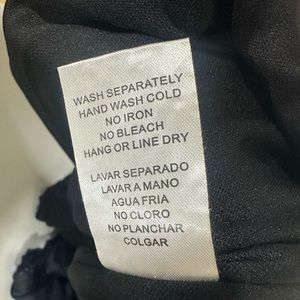 WASH SEPARATELY
HAND WASH COLD
NO IRON
NO BLEACH
HANG OR LINE DRY
LAVAR SEPARADO
LAVAR A MANO
AGUA FRIA
NO CLORO
NO PLANCHAR
COLGAR